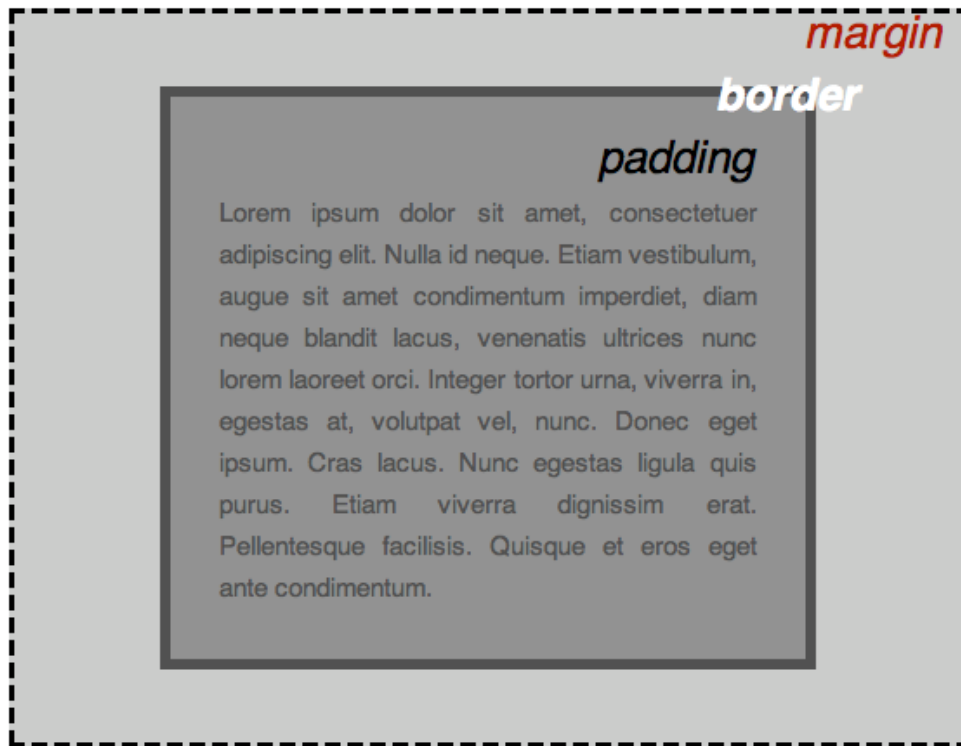 margin
border
padding
Lorem ipsum dolor sit amet, consectetuer
adipiscing elit. Nulla id neque. Etiam vestibulum,
augue sit amet condimentum imperdiet, diam
neque blandit lacus, venenatis ultrices nunc
lorem laoreet orci. Integer tortor urna, viverra in,
egestas at, volutpat vel, nunc. Donec eget
ipsum. Cras lacus. Nunc egestas ligula quis
purus. Etiam viverra dignissim erat.
Pellentesque facilisis. Quisque et eros eget
ante condimentum.